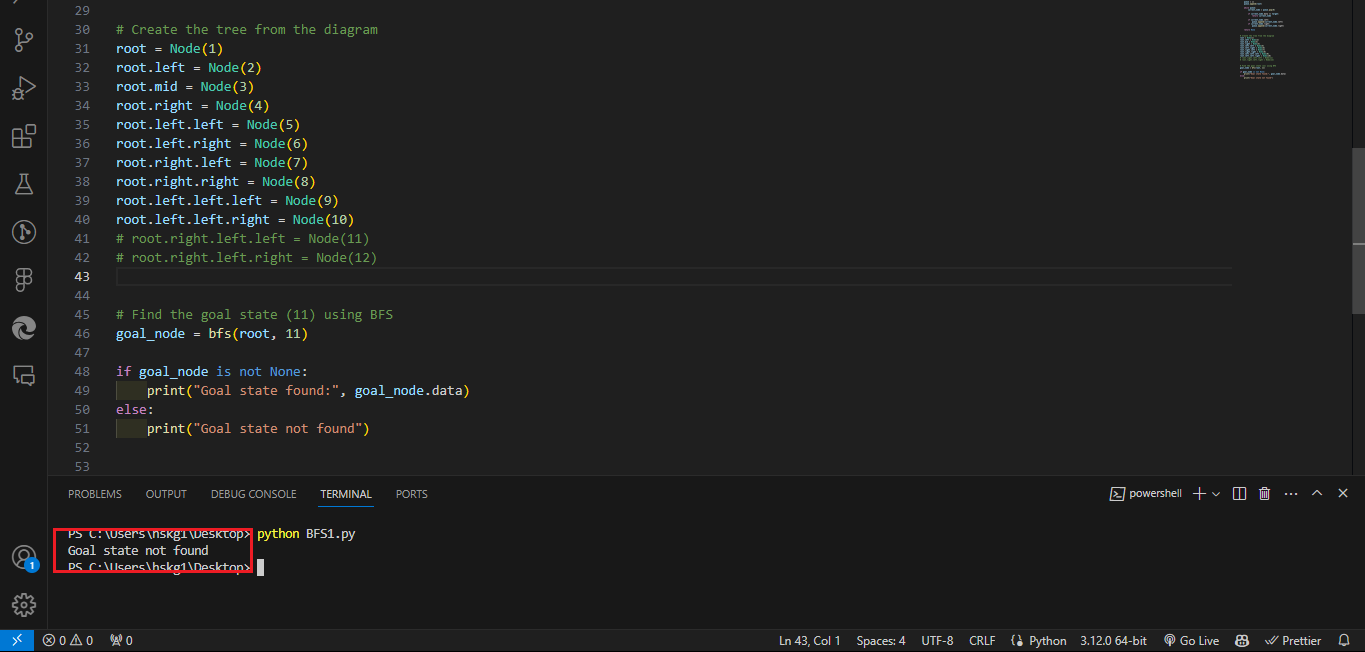 29
30 # Create the tree from the diagram
31 root = Node(1)
32 root.left = Node(2)
33 root.mid = Node(3)
34 root.right = Node(4)
35 root.left.left = Node(5)
36 root.left.right = Node(6)
37 root.right.left = Node(7)
38 root.right.right = Node(8)
39 root.left.left.left = Node(9)
40 root.left.left.right = Node(10)
41 # root.right.left.left = Node(11)
42 # root.right.left.right = Node(12)
43
44
45 # Find the goal state (11) using BFS
46 goal_node = bfs(root, 11)
47
48 if goal_node is not None:
49     print("Goal state found:", goal_node.data)
50 else:
51     print("Goal state not found")
52
53
PROBLEMS OUTPUT DEBUG CONSOLE TERMINAL PORTS powershell
PS C:\Users\hskg1\Desktop> python BFS1.py
Goal state not found
PS C:\Users\hskg1\Desktop>
1
0 0 0 Ln 43, Col 1 Spaces: 4 UTF-8 CRLF Python 3.12.0 64-bit Go Live Prettier